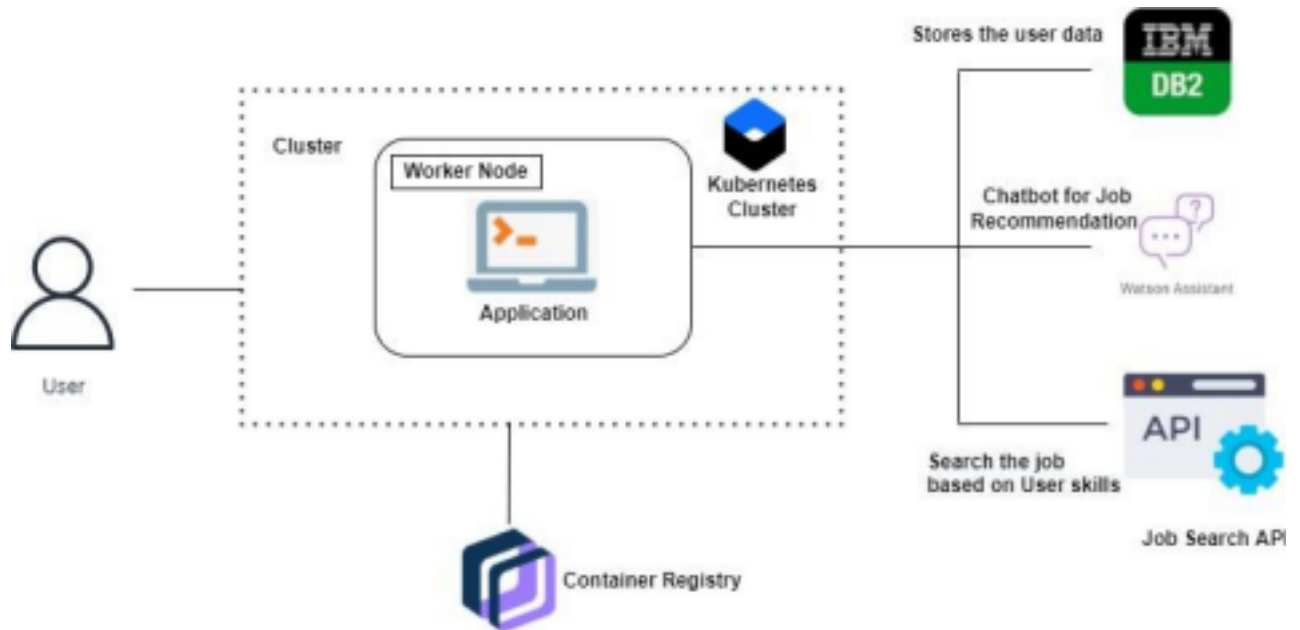 Stores the user data
IBM
DB2
Cluster
Worker Node
Kubernetes
Cluster
Chatbot for Job
Recommendation
?
Watson Assistant
Application
User
API
Search the job
based on User skills
Job Search API
Container Registry